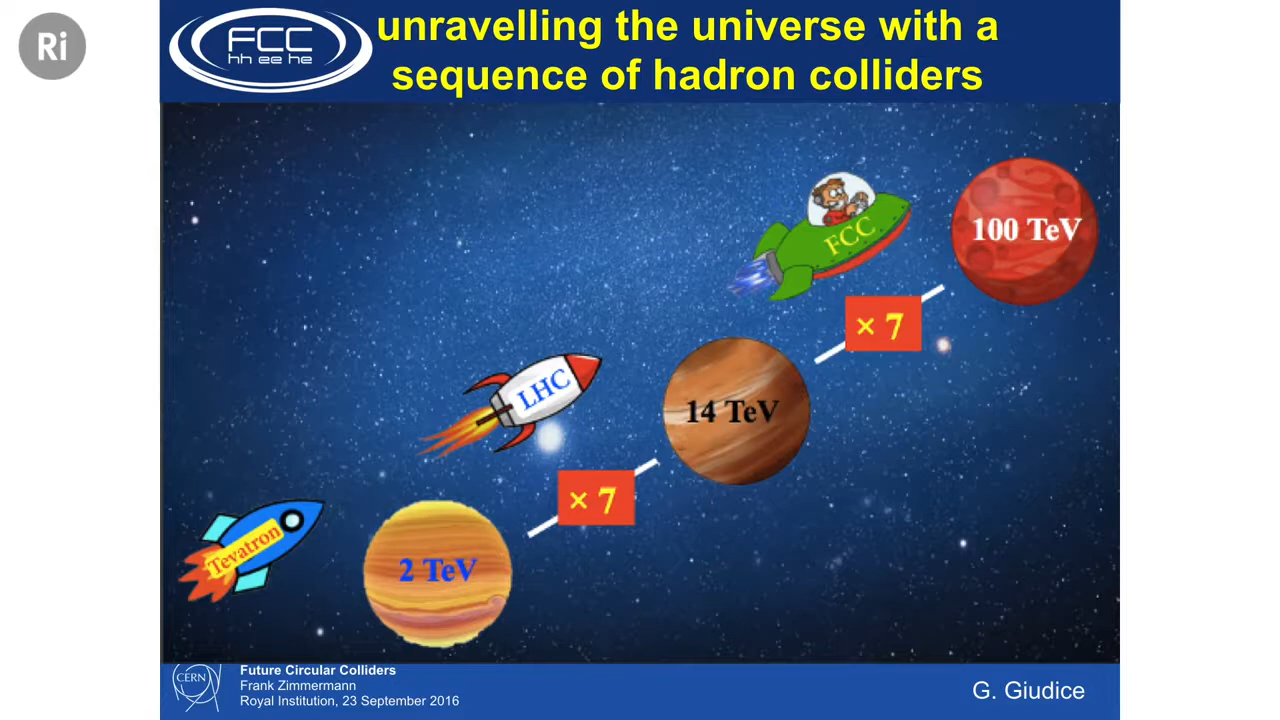 Ri
FCC
hh ee he
unravelling the universe with a
sequence of hadron colliders
FCC
100 TeV
× 7
LHC
14 TeV
× 7
Tevatron
2 TeV
CERN
Future Circular Colliders
Frank Zimmermann
Royal Institution, 23 September 2016
G. Giudice